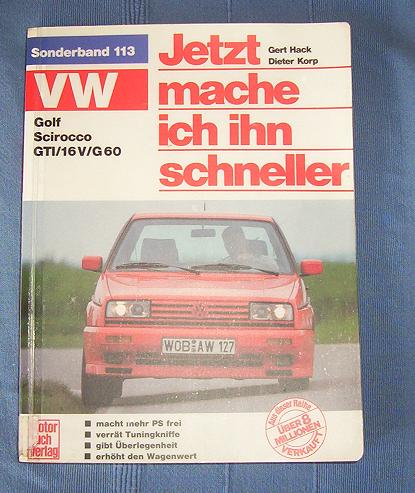 Sonderband 113
VW
Golf
Scirocco
GTI/16V/G60
Jetzt
Gert Hack
Dieter Korp
mache
ich ihn
schneller
WOB AW 127
macht mehr PS frei
verrät Tuningkniffe
gibt Überlegenheit
erhöht den Wagenwert
motor
buch
verlag
Aus dieser Reihe
ÜBER 8
MILLIONEN
VERKAUFT